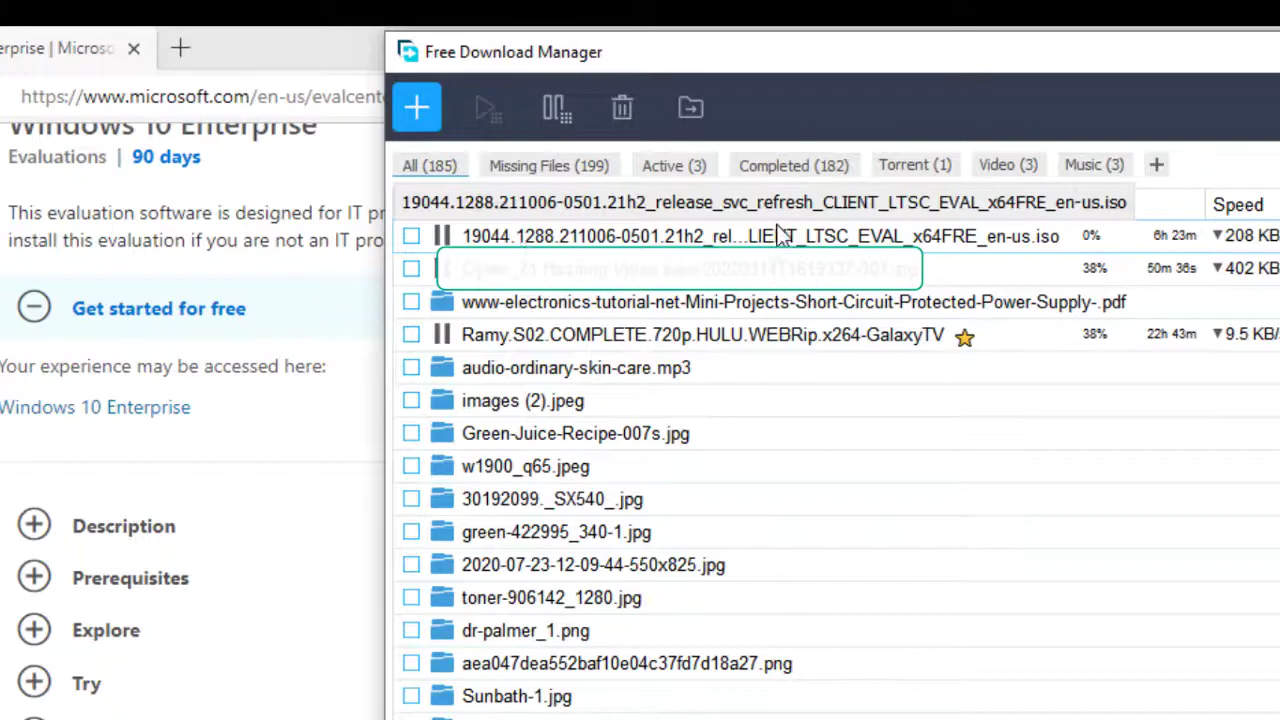 erprise | Microso
https://www.microsoft.com/en-us/evalcente
Windows 10 Enterprise
Evaluations | 90 days
This evaluation software is designed for IT pr
install this evaluation if you are not an IT pro
Get started for free
Your experience may be accessed here:
Windows 10 Enterprise
Description
Prerequisites
Explore
Try
Free Download Manager
All (185) Missing Files (199) Active (3) Completed (182) Torrent (1) Video (3) Music (3)
19044.1288.211006-0501.21h2_release_svc_refresh_CLIENT_LTSC_EVAL_x64FRE_en-us.iso Speed
19044.1288.211006-0501.21h2_rel...LIENT_LTSC_EVAL_x64FRE_en-us.iso 0% 6h 23m 208 KB
38% 50m 36s 402 KB
www-electronics-tutorial-net-Mini-Projects-Short-Circuit-Protected-Power-Supply-.pdf
Ramy.S02.COMPLETE.720p.HULU.WEBRip.x264-GalaxyTV 38% 22h 43m 9.5 KB/
audio-ordinary-skin-care.mp3
images (2).jpeg
Green-Juice-Recipe-007s.jpg
w1900_q65.jpeg
30192099._SX540_.jpg
green-422995_340-1.jpg
2020-07-23-12-09-44-550x825.jpg
toner-906142_1280.jpg
dr-palmer_1.png
aea047dea552baf10e04c37fd7d18a27.png
Sunbath-1.jpg